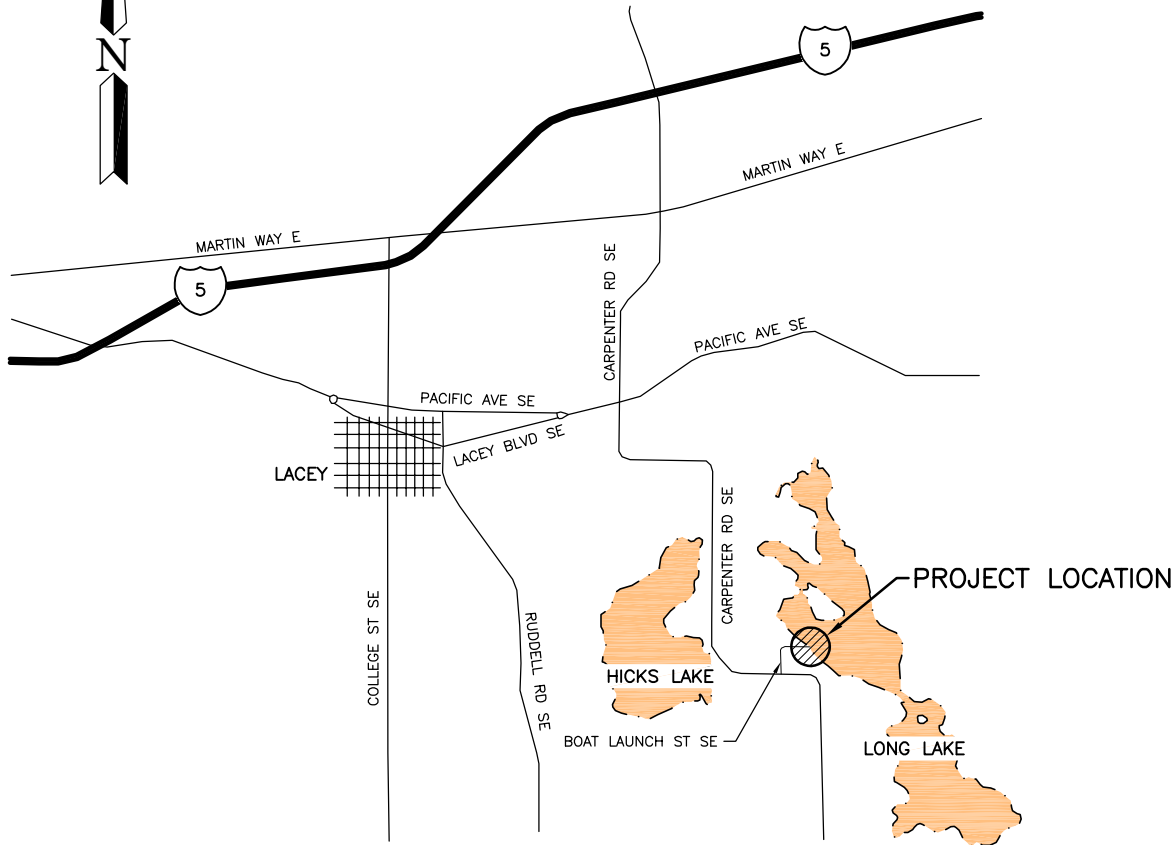 N
5
MARTIN WAY E
MARTIN WAY E
5
CARPENTER RD SE
PACIFIC AVE SE
PACIFIC AVE SE
LACEY BLVD SE
LACEY
CARPENTER RD SE
PROJECT LOCATION
COLLEGE ST SE
RUDDELL RD SE
HICKS LAKE
BOAT LAUNCH ST SE
LONG LAKE